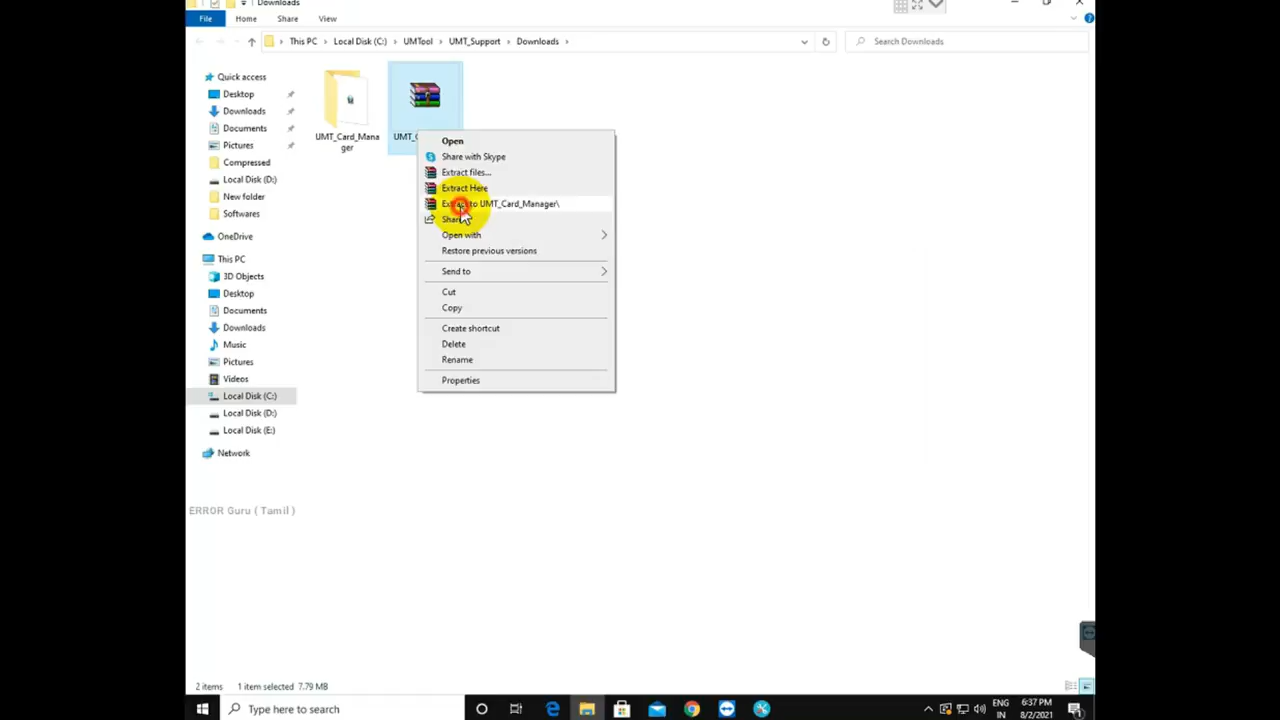 Downloads
File Home Share View
This PC > Local Disk (C:) > UMTool > UMT_Support > Downloads >
Search Downloads
Quick access
Desktop
Downloads
Documents
Pictures
Compressed
Local Disk (D:)
New folder
Softwares
OneDrive
This PC
3D Objects
Desktop
Documents
Downloads
Music
Pictures
Videos
Local Disk (C:)
Local Disk (D:)
Local Disk (E:)
Network
UMT_Card_Mana
ger
Open
Share with Skype
Extract files...
Extract Here
Extract to UMT_Card_Manager\
Share
Open with
Restore previous versions
Send to
Cut
Copy
Create shortcut
Delete
Rename
Properties
ERROR Guru ( Tamil )
2 items 1 item selected 7.79 MB
Type here to search
ENG
IN
6:37 PM
8/2/2021